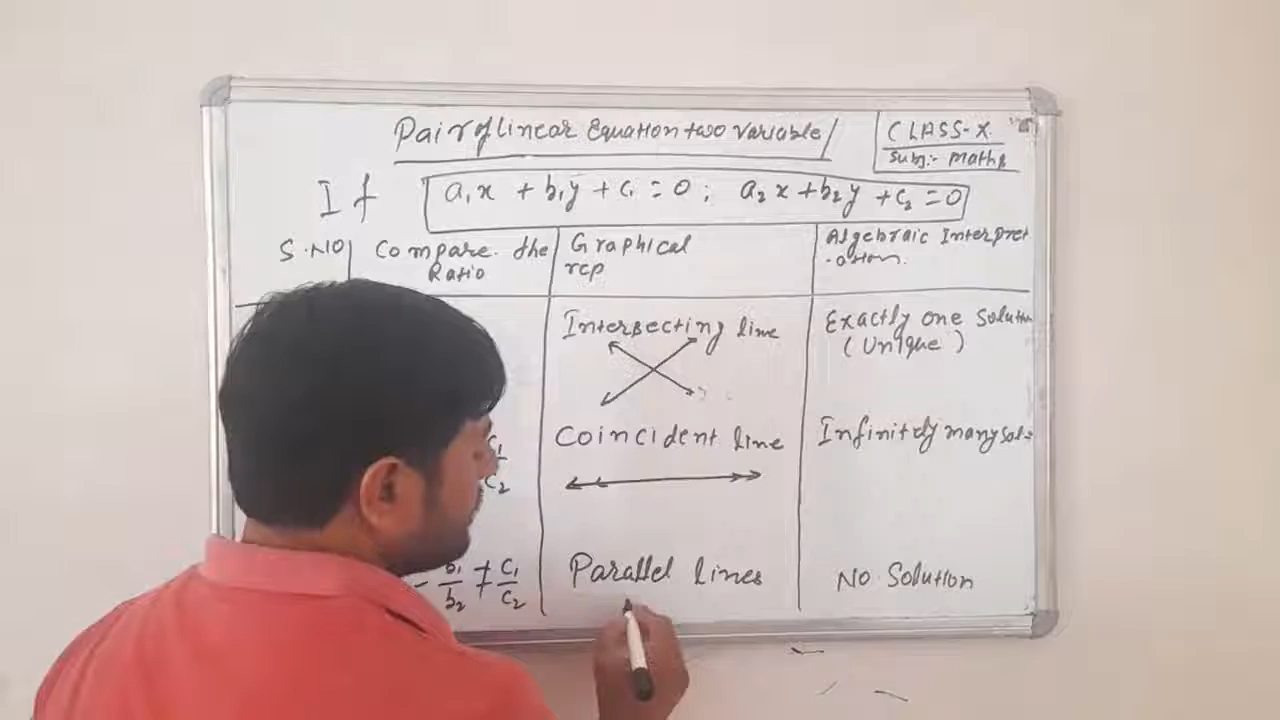 Pair of linear Equation two variable/
CLASS-X.
Subj:- Maths
If a₁x + b₁y + c₁ = 0 ; a₂x + b₂y + c₂ = 0
S.NO
Compare the
Ratio
Graphical
rep
Algebraic Interpret
-ation.
Intersecting line
Exactly one Solution
(Unique)
c₁
c₂
Coincident line
Infinitely many sol
- b₁/b₂ ≠ c₁/c₂
Parallel lines
No Solution